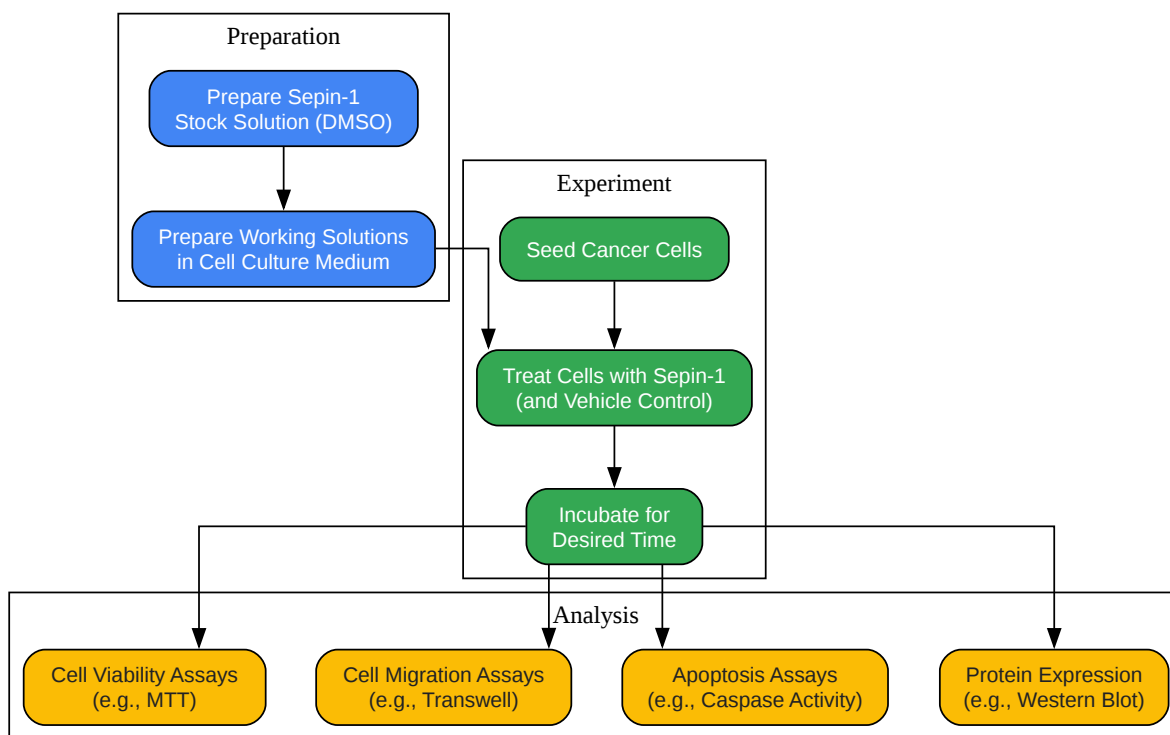 Preparation
Prepare Sepin-1
Stock Solution (DMSO)
Prepare Working Solutions
in Cell Culture Medium
Experiment
Seed Cancer Cells
Treat Cells with Sepin-1
(and Vehicle Control)
Incubate for
Desired Time
Analysis
Cell Viability Assays
(e.g., MTT)
Cell Migration Assays
(e.g., Transwell)
Apoptosis Assays
(e.g., Caspase Activity)
Protein Expression
(e.g., Western Blot)